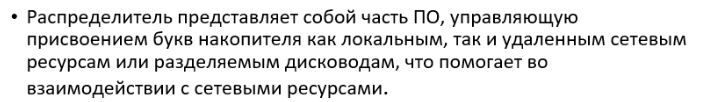 • Распределитель представляет собой часть ПО, управляющую
присвоением букв накопителя как локальным, так и удаленным сетевым
ресурсам или разделяемым дисководам, что помогает во
взаимодействии с сетевыми ресурсами.